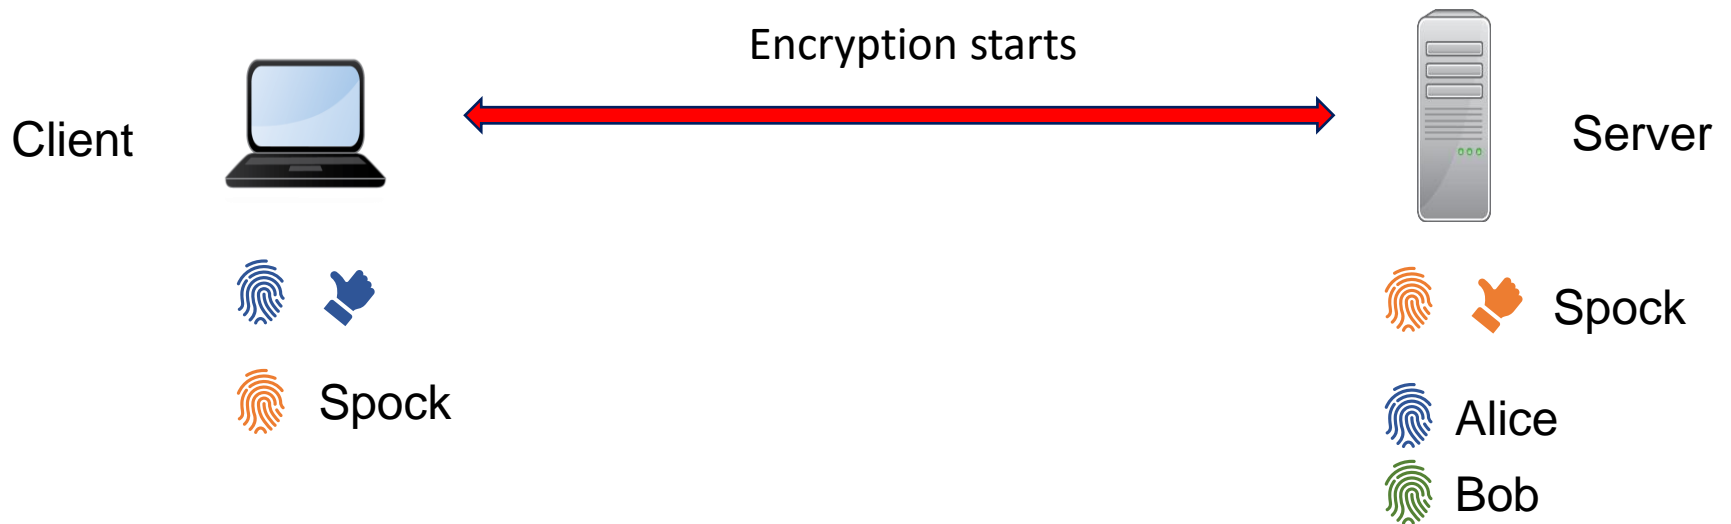 Encryption starts
Client
Server
Spock
Spock
Alice
Bob